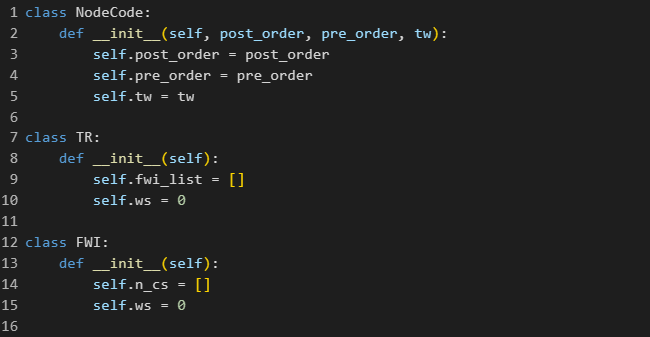 1 class NodeCode:
2     def __init__(self, post_order, pre_order, tw):
3         self.post_order = post_order
4         self.pre_order = pre_order
5         self.tw = tw
6
7 class TR:
8     def __init__(self):
9         self.fwi_list = []
10         self.ws = 0
11
12 class FWI:
13     def __init__(self):
14         self.n_cs = []
15         self.ws = 0
16